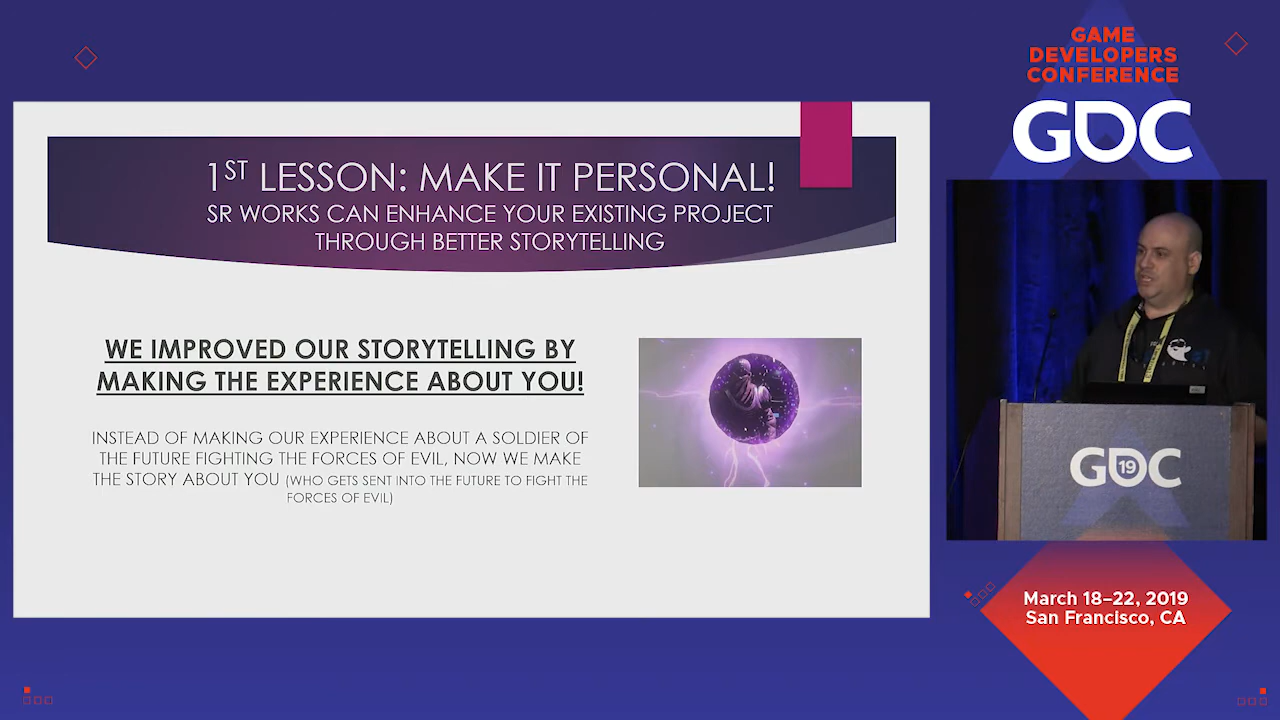 GAME
DEVELOPERS
CONFERENCE
GDC
1ST LESSON: MAKE IT PERSONAL!
SR WORKS CAN ENHANCE YOUR EXISTING PROJECT
THROUGH BETTER STORYTELLING
WE IMPROVED OUR STORYTELLING BY
MAKING THE EXPERIENCE ABOUT YOU!
INSTEAD OF MAKING OUR EXPERIENCE ABOUT A SOLDIER OF
THE FUTURE FIGHTING THE FORCES OF EVIL, NOW WE MAKE
THE STORY ABOUT YOU (WHO GETS SENT INTO THE FUTURE TO FIGHT THE
FORCES OF EVIL)
GDC
19
March 18–22, 2019
San Francisco, CA